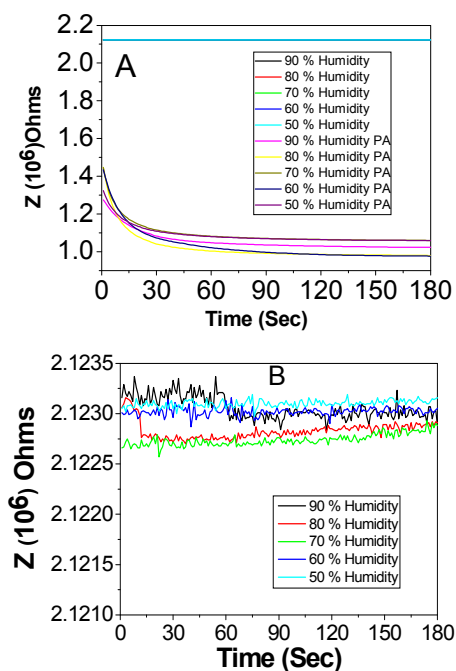 A
Z (10⁶)Ohms
2.2
2.0
1.8
1.6
1.4
1.2
1.0
90 % Humidity
80 % Humidity
70 % Humidity
60 % Humidity
50 % Humidity
90 % Humidity PA
80 % Humidity PA
70 % Humidity PA
60 % Humidity PA
50 % Humidity PA
0 30 60 90 120 150 180
Time (Sec)
B
Z (10⁶) Ohms
2.1235
2.1230
2.1225
2.1220
2.1215
2.1210
90 % Humidity
80 % Humidity
70 % Humidity
60 % Humidity
50 % Humidity
0 30 60 90 120 150 180
Time (Sec)